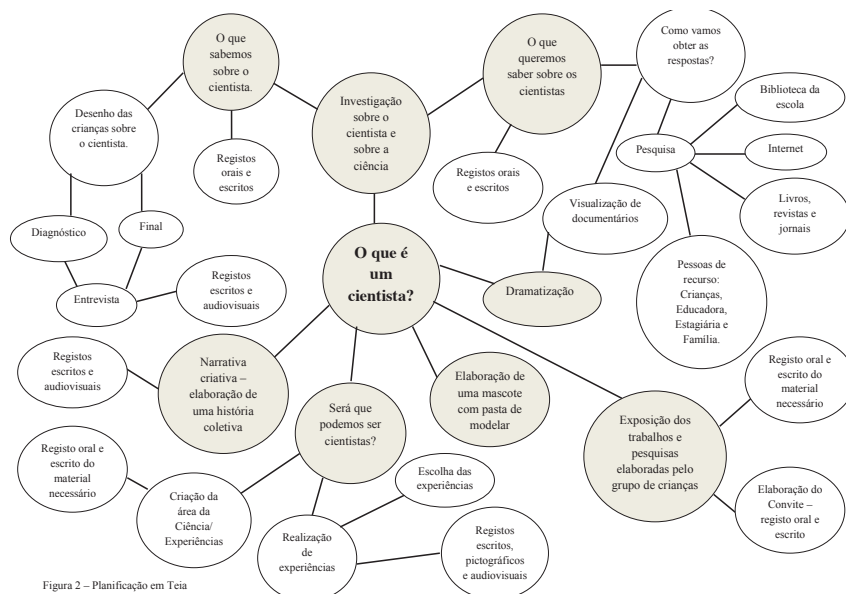 O que
sabemos
sobre o
cientista.
O que
queremos
saber sobre os
cientistas
Como vamos
obter as
respostas?
Desenho das
crianças sobre
o cientista.
Investigação
sobre o
cientista e
sobre a
ciência
Biblioteca da
escola
Registos
orais e
escritos
Registos orais
e escritos
Pesquisa
Internet
Livros,
revistas e
jornais
Visualização de
documentários
Diagnóstico
Final
O que é
um
cientista?
Pessoas de
recurso:
Crianças,
Educadora,
Estagiária e
Família.
Entrevista
Registos
escritos e
audiovisuais
Dramatização
Registos
escritos e
audiovisuais
Narrativa
criativa –
elaboração de
uma história
coletiva
Elaboração de
uma mascote
com pasta de
modelar
Registo oral e
escrito do
material
necessário
Será que
podemos ser
cientistas?
Exposição dos
trabalhos e
pesquisas
elaboradas pelo
grupo de crianças
Registo oral e
escrito do
material
necessário
Criação da
área da
Ciência/
Experiências
Escolha das
experiências
Realização
de
experiências
Registos
escritos,
pictográficos
e audiovisuais
Elaboração do
Convite –
registo oral e
escrito
Figura 2 – Planificação em Teia